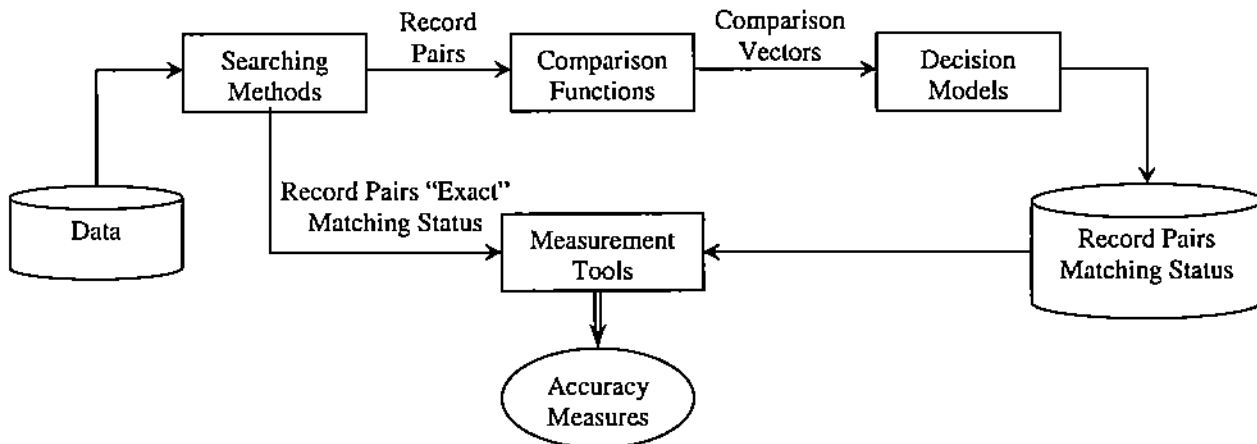 Record
Pairs
Comparison
Vectors
Searching
Methods
Comparison
Functions
Decision
Models
Data
Record Pairs “Exact”
Matching Status
Measurement
Tools
Record Pairs
Matching Status
Accuracy
Measures